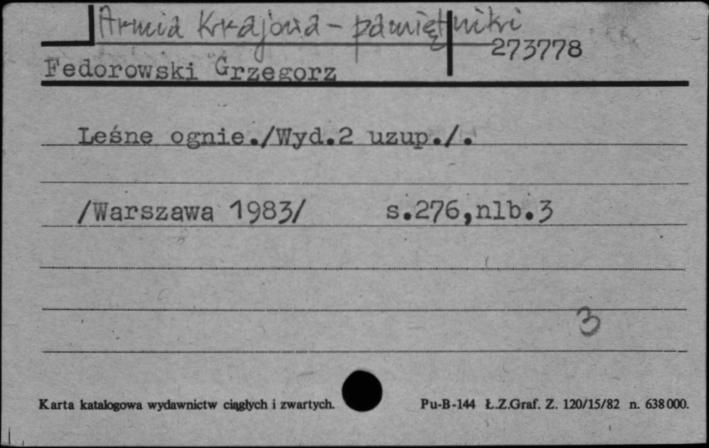 Armia Krajowa - pamiętniki
273778
Fedorowski Grzegorz
Leśne ognie./Wyd.2 uzup./.
/Warszawa 1983/ s.276,nlb.3
3
Karta katalogowa wydawnictw ciągłych i zwartych. Pu-B-144 Ł.Z.Graf. Z. 120/15/82 n. 638000.